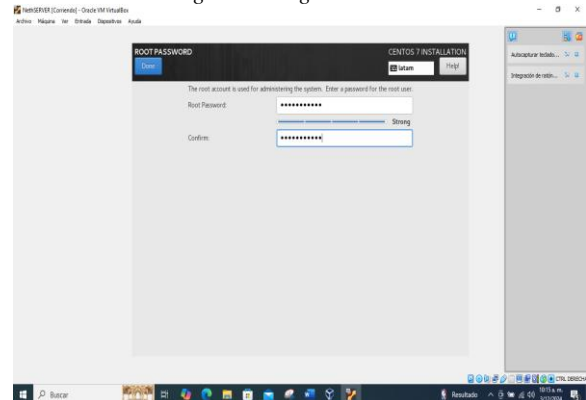 NethSERVER [Corriendo] - Oracle VM VirtualBox
Archivo Máquina Ver Entrada Dispositivos Ayuda
ROOT PASSWORD
CENTOS 7 INSTALLATION
Done
latam
Help!
Autocapturar teclado...
Integración de ratón...
The root account is used for administering the system. Enter a password for the root user.
Root Password:
Strong
Confirm:
CTRL DERECHA
Buscar
Resultado